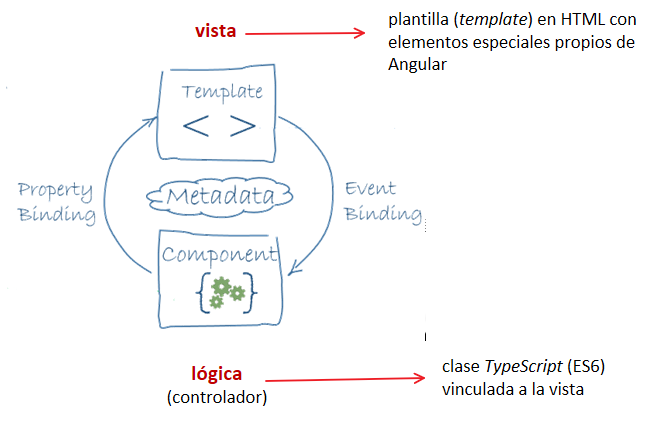 vista
plantilla (template) en HTML con
elementos especiales propios de
Angular
Template
< >
Property
Binding
Metadata
Event
Binding
Component
{ }
lógica
(controlador)
clase TypeScript (ES6)
vinculada a la vista